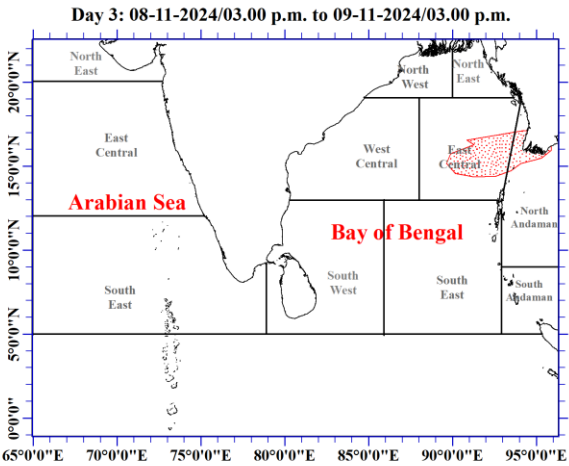 Day 3: 08-11-2024/03.00 p.m. to 09-11-2024/03.00 p.m.
North
East
North
West
North
East
East
Central
West
Central
East
Central
Arabian Sea
Bay of Bengal
North
Andaman
South
East
South
West
South
East
South
Andaman
20°0'0"N
15°0'0"N
10°0'0"N
5°0'0"N
0°0'0"
65°0'0"E 70°0'0"E 75°0'0"E 80°0'0"E 85°0'0"E 90°0'0"E 95°0'0"E